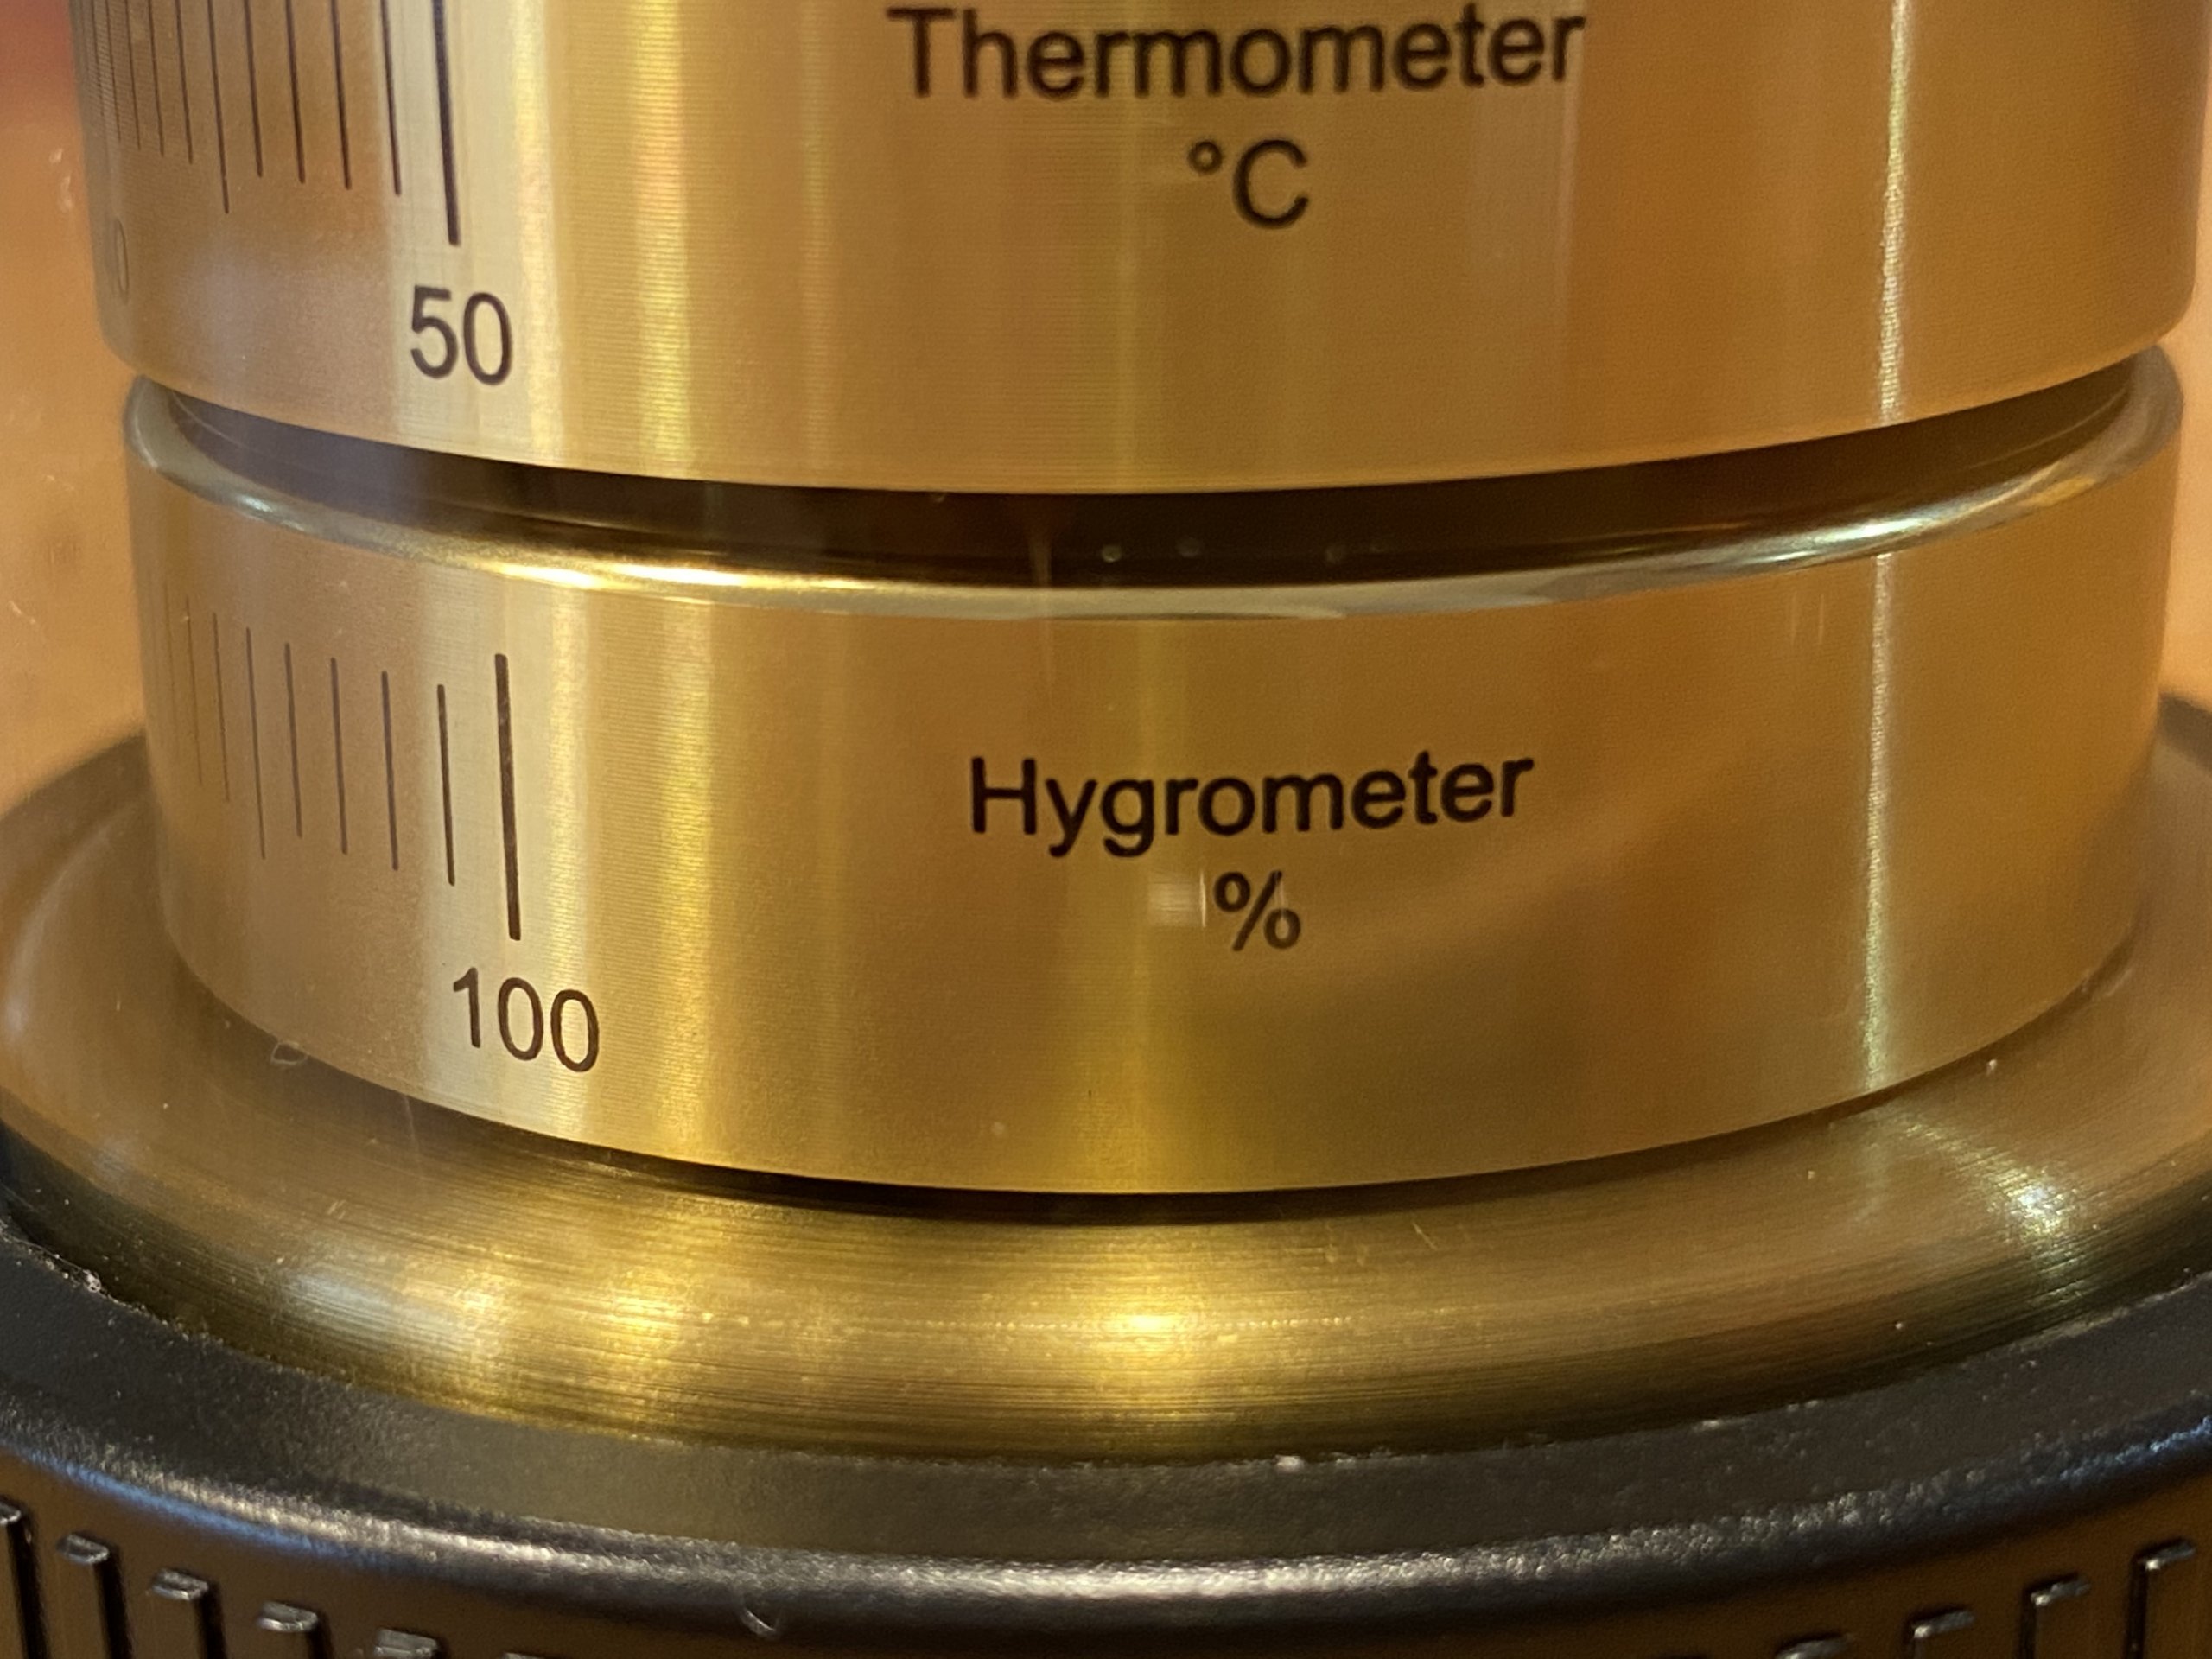 Thermometer
°C
50
Hygrometer
%
100